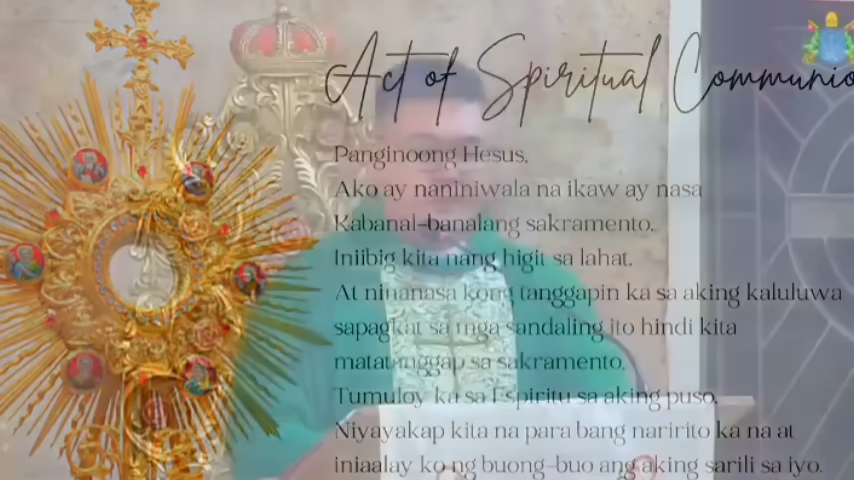 Act of Spiritual Communio
Panginoong Hesus,
Ako ay naniniwala na ikaw ay nasa
Kabanal-banalang sakramento.
Iniibig kita nang higit sa lahat.
At ninanasa kong tanggapin ka sa aking kaluluwa
sapagkat sa mga sandaling ito hindi kita
matatanggap sa sakramento,
Tumuloy ka sa Espiritu sa aking puso.
Niyayakap kita na para bang naririto ka na at
iniaalay ko ng buong-buo ang aking sarili sa iyo.